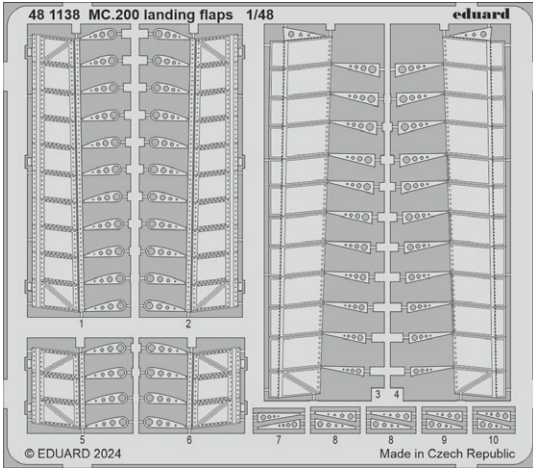 48 1138 MC.200 landing flaps 1/48 eduard
1 2
3 4
5 6 7 8 8 9 10
© EDUARD 2024 Made in Czech Republic